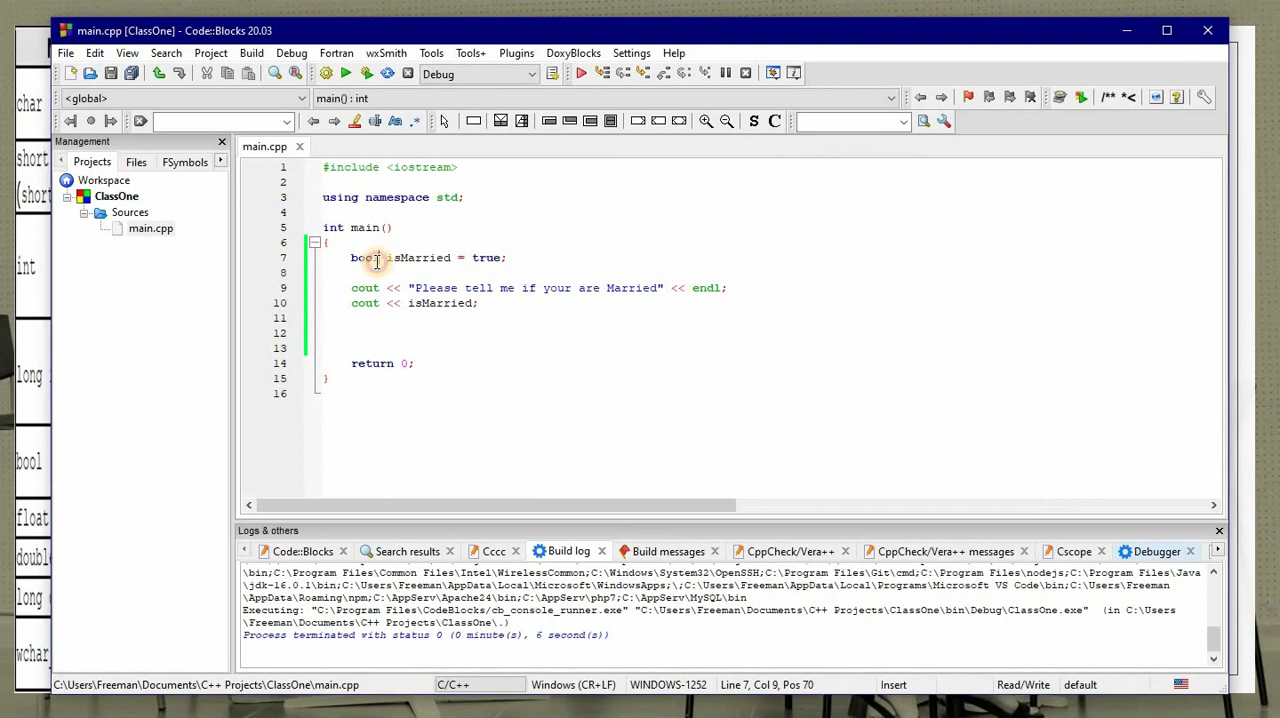 main.cpp [ClassOne] - Code::Blocks 20.03
File Edit View Search Project Build Debug Fortran wxSmith Tools Tools+ Plugins DoxyBlocks Settings Help
Debug
<global> main() : int
/** *<
S C
Management
Projects Files FSymbols
Workspace
ClassOne
Sources
main.cpp
main.cpp
1 #include <iostream>
2
3 using namespace std;
4
5 int main()
6 {
7 bool isMarried = true;
8
9 cout << "Please tell me if your are Married" << endl;
10 cout << isMarried;
11
12
13
14 return 0;
15 }
16
Logs & others
Code::Blocks Search results Cccc Build log Build messages CppCheck/Vera++ CppCheck/Vera++ messages Cscope Debugger
\bin;C:\Program Files\Common Files\Intel\WirelessCommon;C:\Windows\System32\OpenSSH;C:\Program Files\Git\cmd;C:\Program Files\nodejs;C:\Program Files\Java
\jdk-16.0.1\bin;C:\Users\Freeman\AppData\Local\Microsoft\WindowsApps;\;C:\Users\Freeman\AppData\Local\Programs\Microsoft VS Code\bin;C:\Users\Freeman
\AppData\Roaming\npm;C:\AppServ\Apache24\bin;C:\AppServ\php7;C:\AppServ\MySQL\bin
Executing: "C:\Program Files\CodeBlocks/cb_console_runner.exe" "C:\Users\Freeman\Documents\C++ Projects\ClassOne\bin\Debug\ClassOne.exe" (in C:\Users
\Freeman\Documents\C++ Projects\ClassOne\.)
Process terminated with status 0 (0 minute(s), 6 second(s))
C:\Users\Freeman\Documents\C++ Projects\ClassOne\main.cpp C/C++ Windows (CR+LF) WINDOWS-1252 Line 7, Col 9, Pos 70 Insert Read/Write default
char
short
(short
int
long
bool
float
double
long
wchar